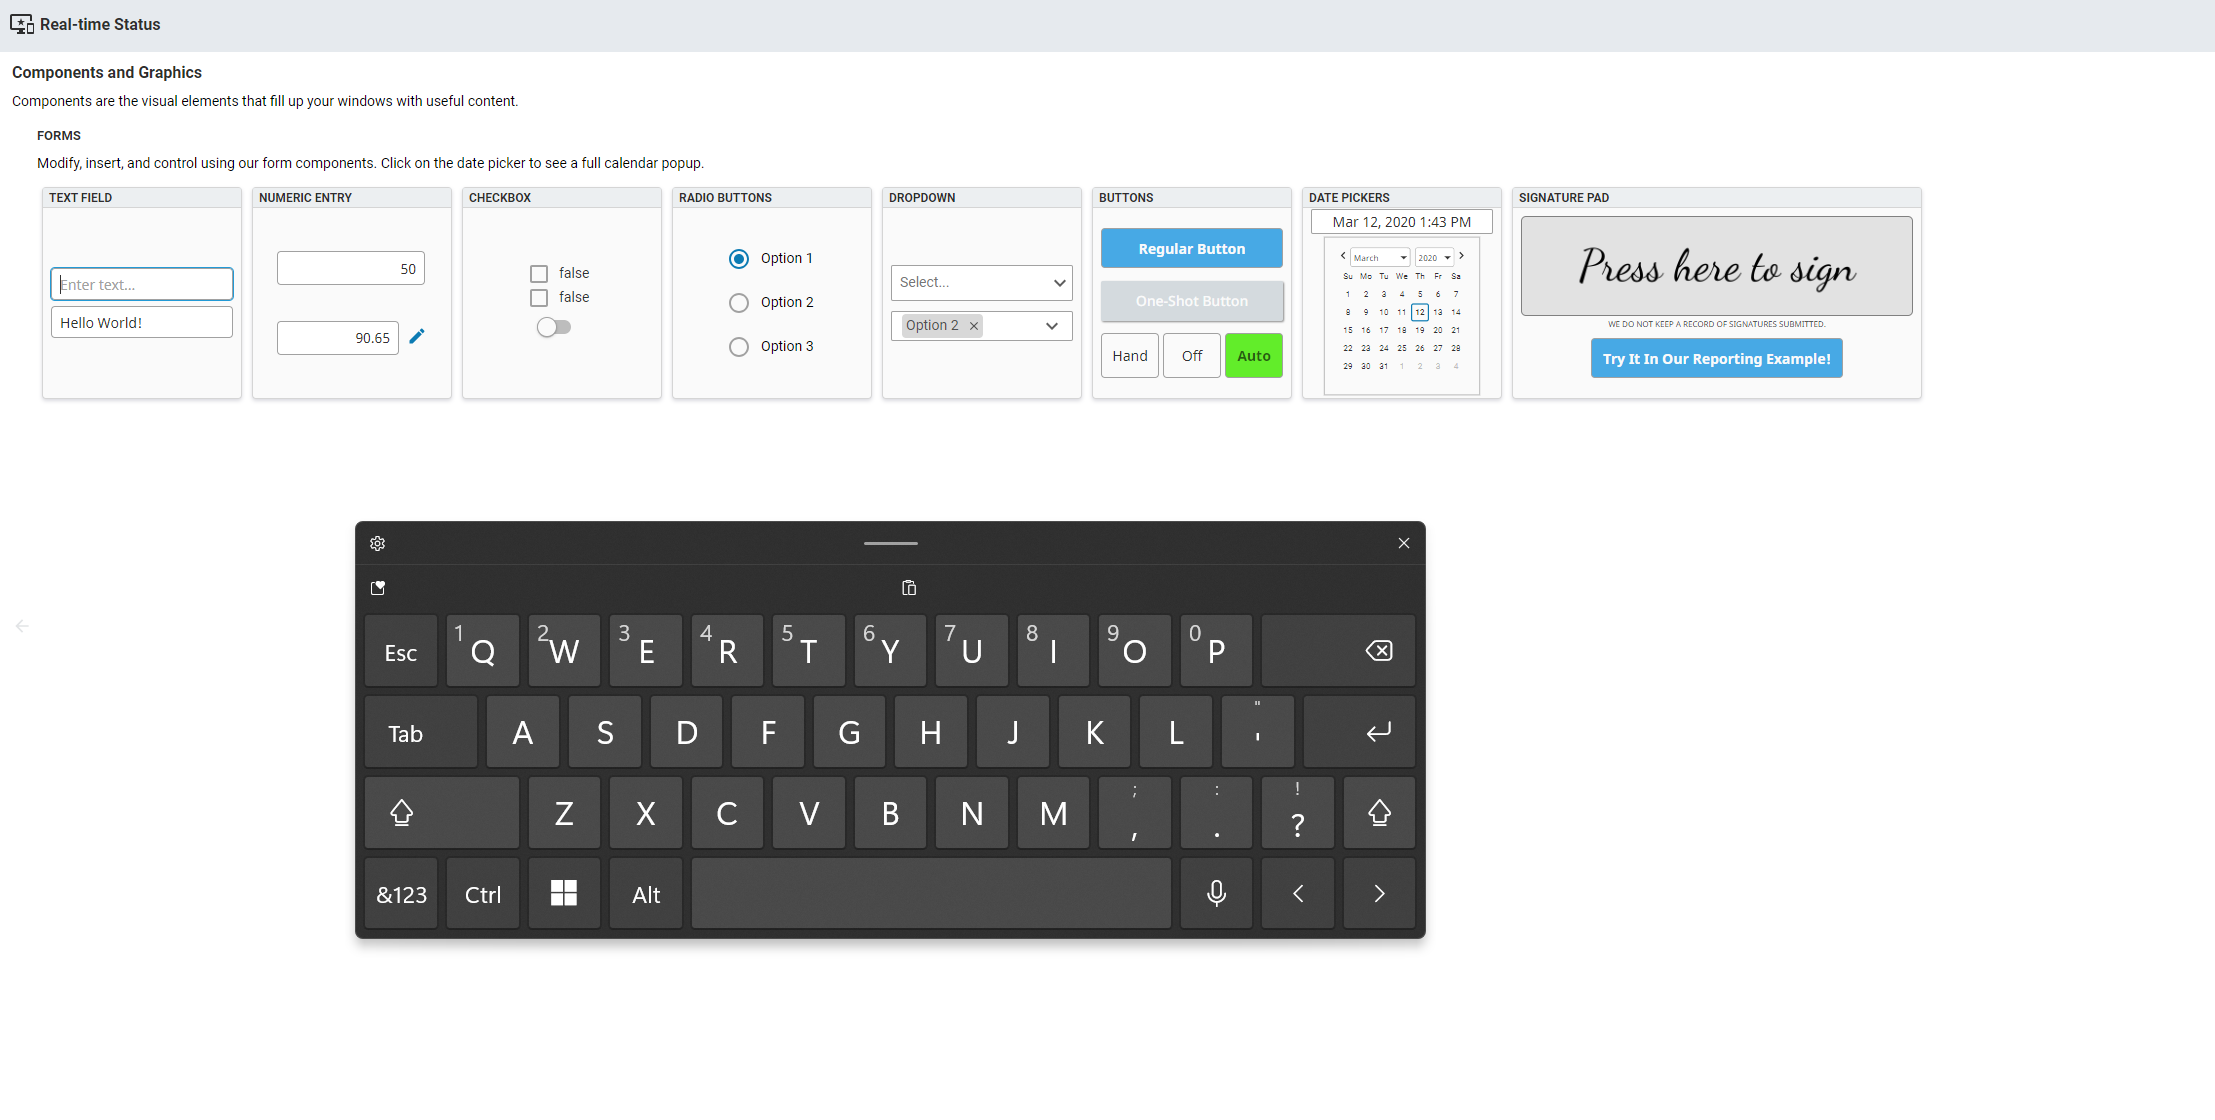 Real-time Status
Components and Graphics
Components are the visual elements that fill up your windows with useful content.
FORMS
Modify, insert, and control using our form components. Click on the date picker to see a full calendar popup.
TEXT FIELD
Enter text...
Hello World!
NUMERIC ENTRY
50
90.65
CHECKBOX
false
false
RADIO BUTTONS
Option 1
Option 2
Option 3
DROPDOWN
Select...
Option 2 ×
BUTTONS
Regular Button
One-Shot Button
Hand Off Auto
DATE PICKERS
Mar 12, 2020 1:43 PM
March 2020
Su Mo Tu We Th Fr Sa
1 2 3 4 5 6 7
8 9 10 11 12 13 14
15 16 17 18 19 20 21
22 23 24 25 26 27 28
29 30 31 1 2 3 4
SIGNATURE PAD
Press here to sign
WE DO NOT KEEP A RECORD OF SIGNATURES SUBMITTED.
Try It In Our Reporting Example!
Esc 1 Q 2 W 3 E 4 R 5 T 6 Y 7 U 8 I 9 O 0 P
Tab A S D F G H J K L " '
Z X C V B N M ; , : . ! ?
&123 Ctrl Alt < >